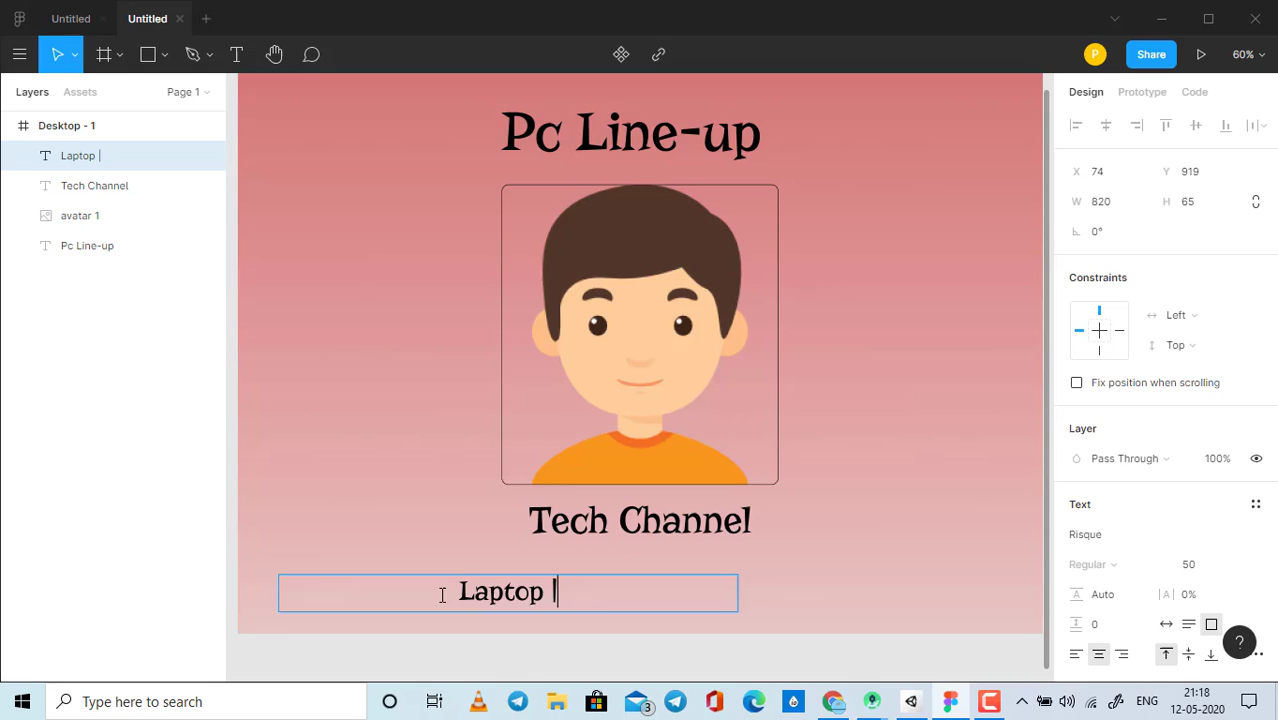 Untitled
Untitled
P
Share
60%
Layers
Assets
Page 1
Design
Prototype
Code
Desktop - 1
Laptop |
Tech Channel
avatar 1
Pc Line-up
Pc Line-up
Tech Channel
Laptop l
X 74 Y 919
W 820 H 65
0°
Constraints
Left
Top
Fix position when scrolling
Layer
Pass Through
100%
Text
Risque
Regular
50
A Auto |A| 0%
0
?
Type here to search
3
ENG
21:18
12-05-2020